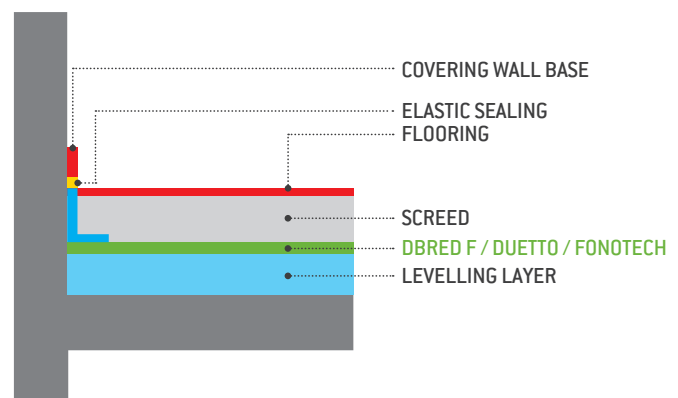 COVERING WALL BASE
ELASTIC SEALING
FLOORING
SCREED
DBRED F / DUETTO / FONOTECH
LEVELLING LAYER